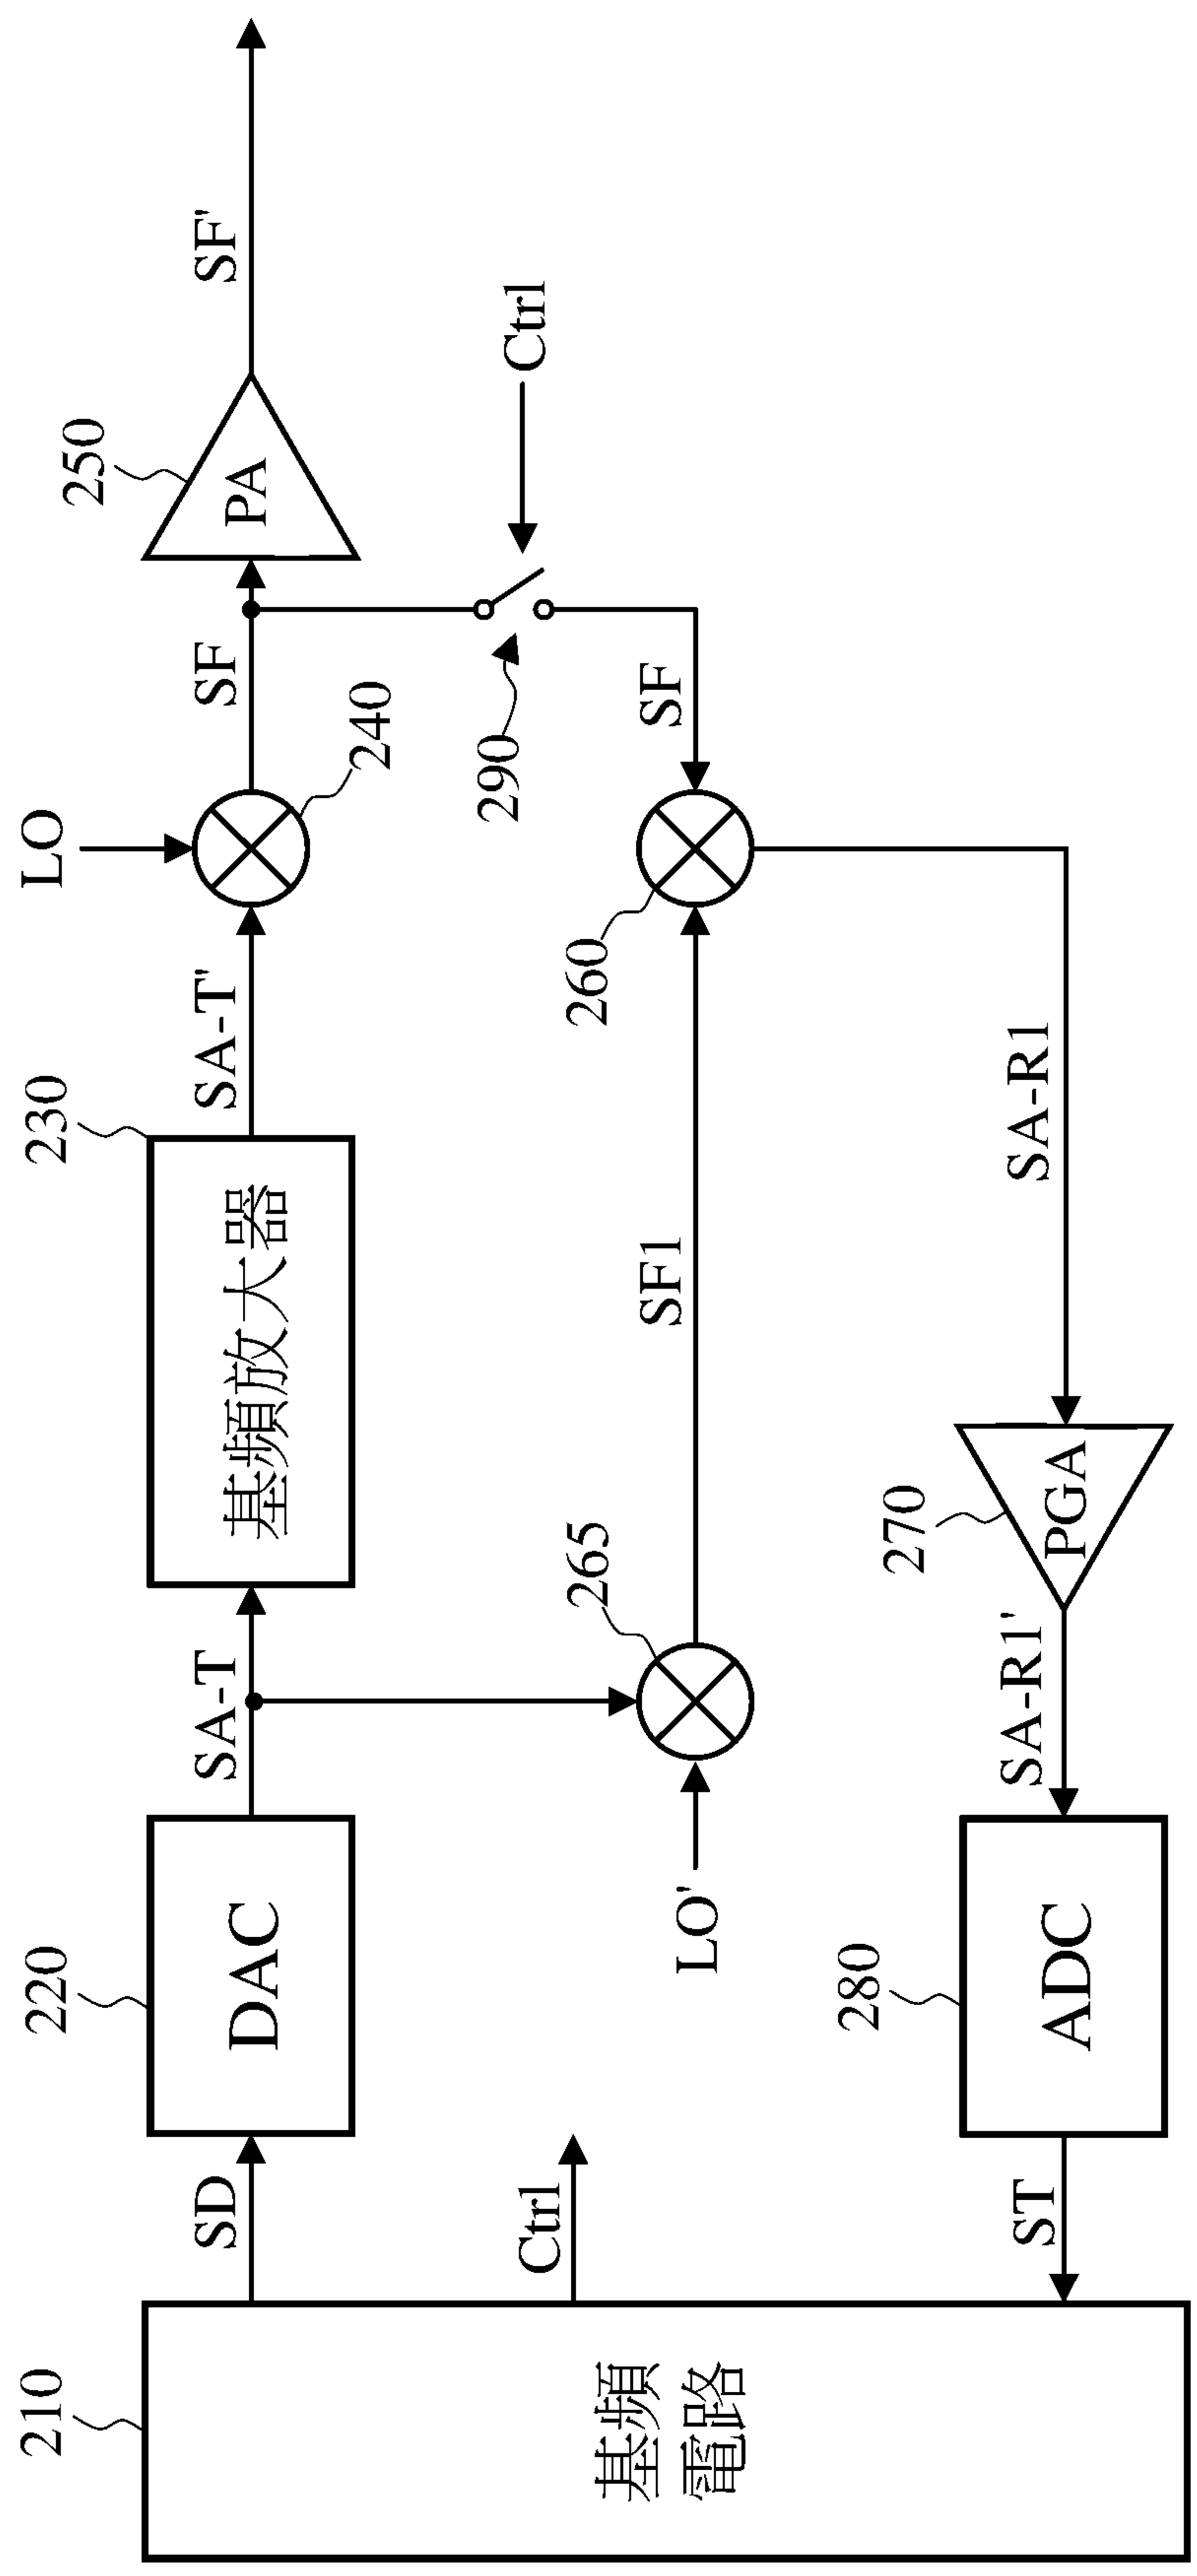 210
基頻
電路
SD
220
DAC
SA-T
230
基頻放大器
SA-T'
LO
240
SF
250
PA
SF'
Ctrl
Ctrl
290
SF
260
SF1
265
LO'
SA-R1
270
PGA
SA-R1'
280
ADC
ST